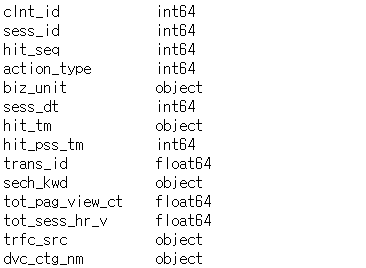 clnt_id int64
sess_id int64
hit_seq int64
action_type int64
biz_unit object
sess_dt int64
hit_tm object
hit_pss_tm int64
trans_id float64
sech_kwd object
tot_pag_view_ct float64
tot_sess_hr_v float64
trfc_src object
dvc_ctg_nm object